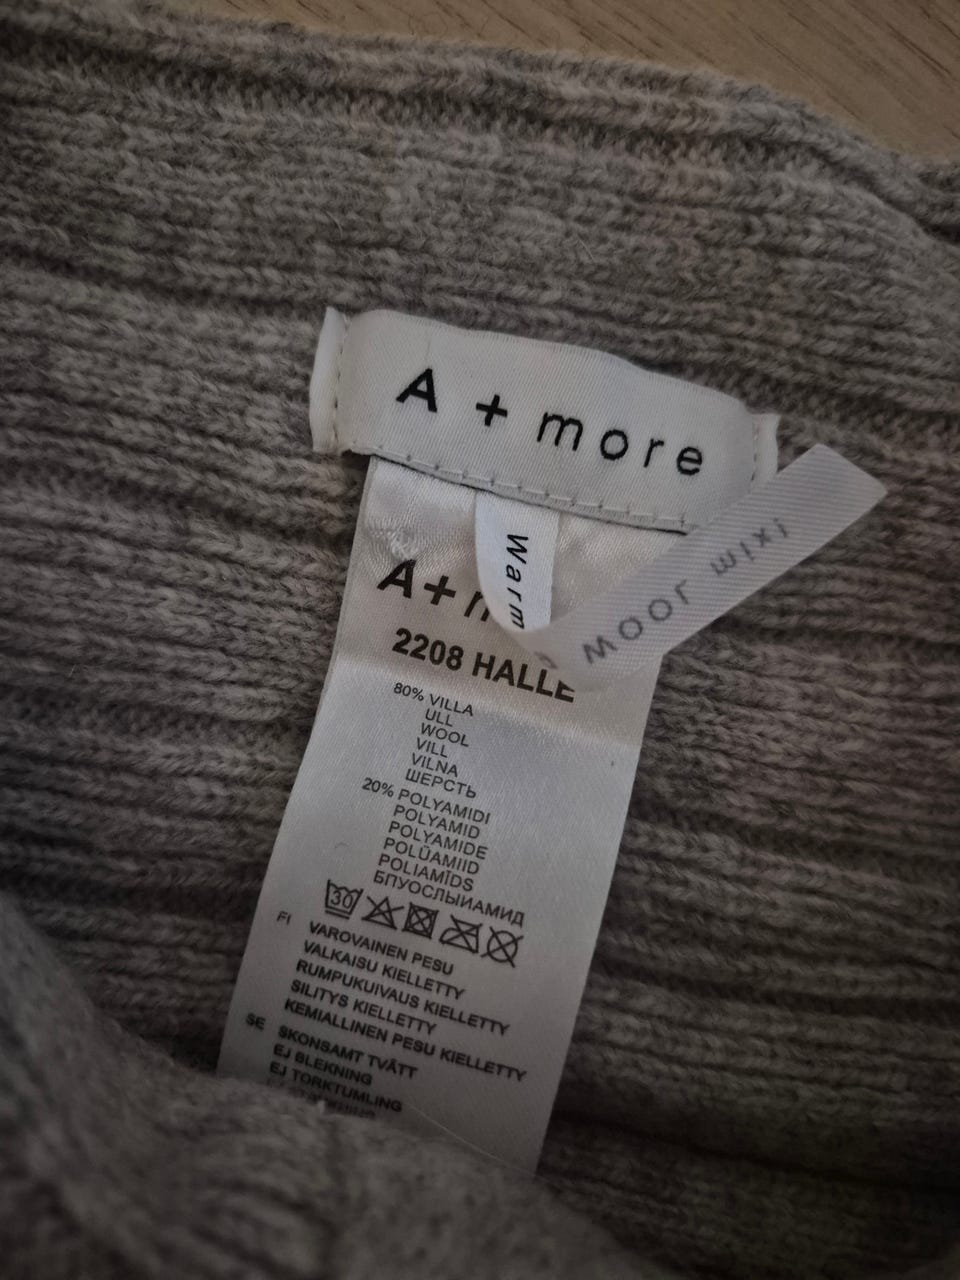 A + more
Warm
WOOL mix!
A+
2208 HALLE
80% VILLA
ULL
WOOL
VILL
VILNA
ШЕРСТЬ
20% POLYAMIDI
POLYAMID
POLYAMIDE
POLÜAMIID
POLIAMĪDS
БПУОСЛЫИАМИД
30
FI VAROVAINEN PESU
VALKAISU KIELLETTY
RUMPUKUIVAUS KIELLETTY
SILITYS KIELLETTY
KEMIALLINEN PESU KIELLETTY
SE SKONSAMT TVÄTT
EJ BLEKNING
EJ TORKTUMLING